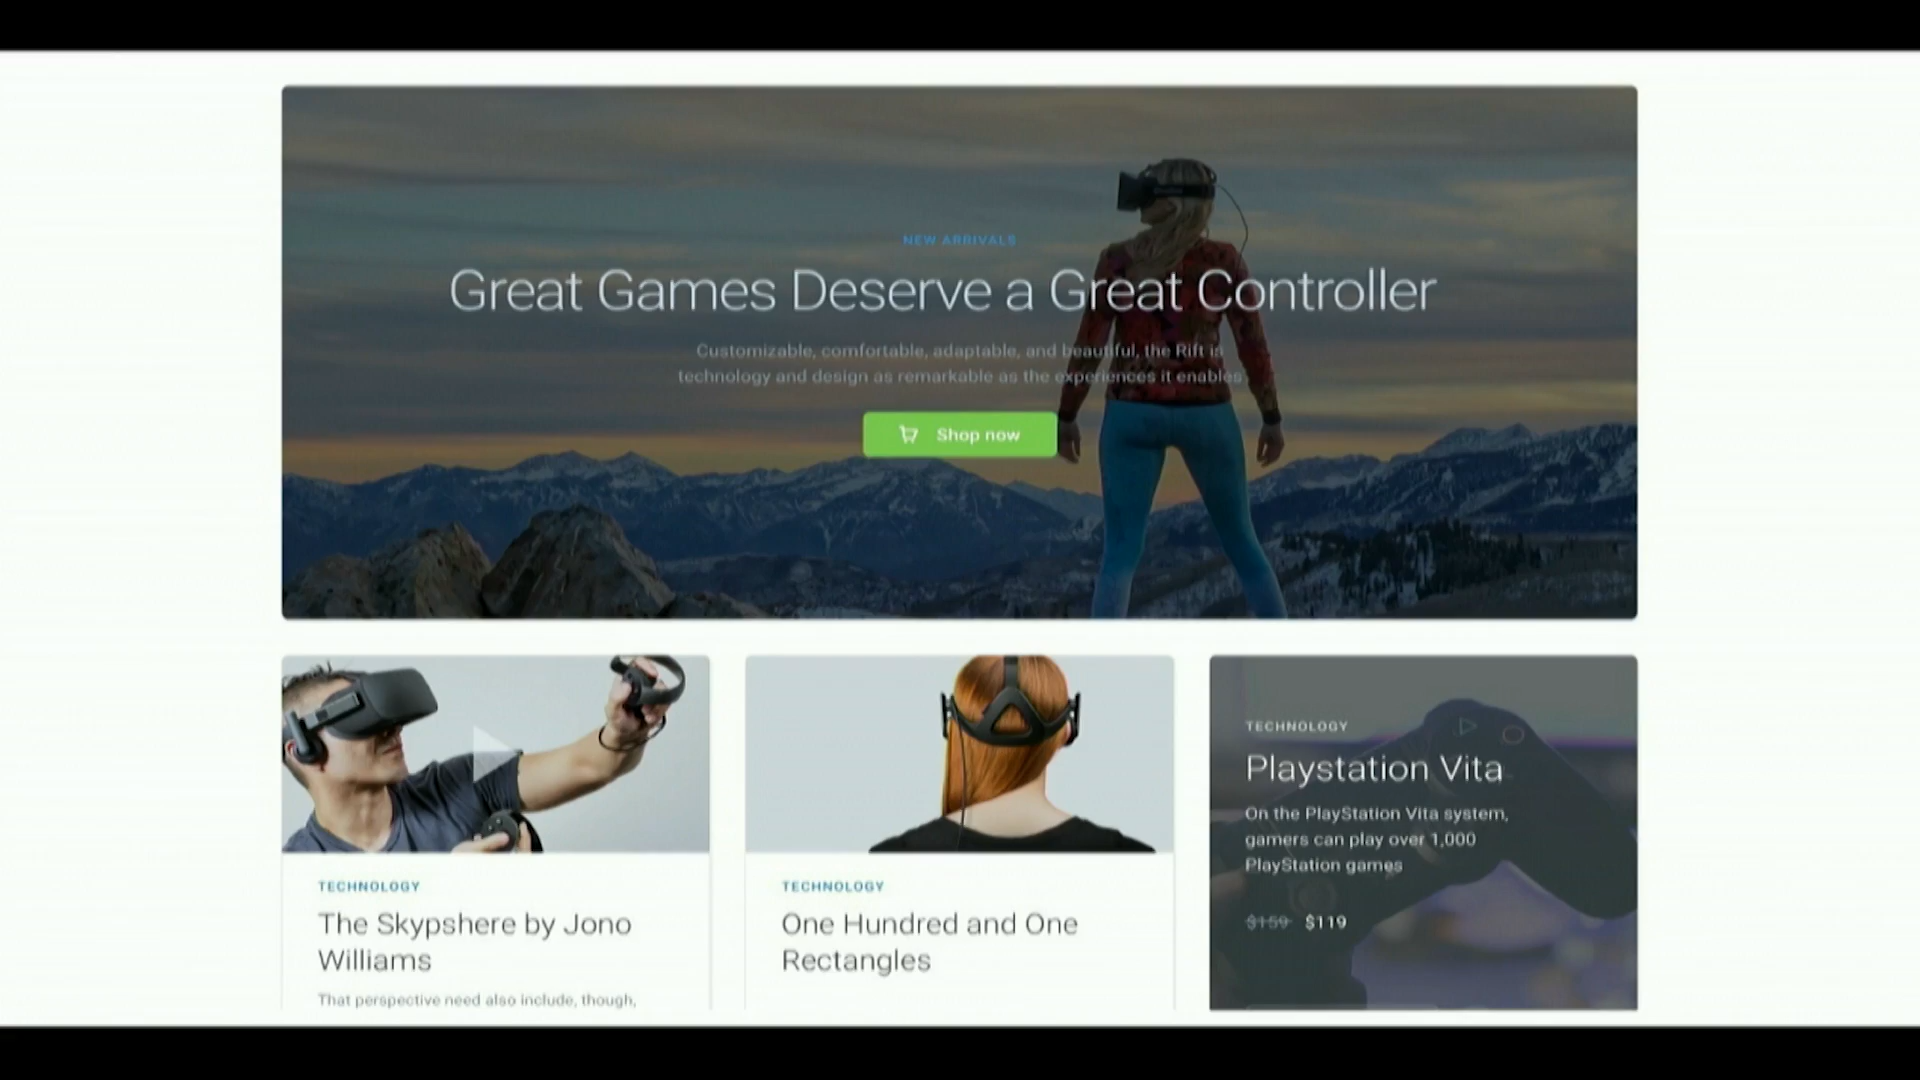 NEW ARRIVALS
Great Games Deserve a Great Controller
Customizable, comfortable, adaptable, and beautiful, the Rift is
technology and design as remarkable as the experiences it enables
Shop now
TECHNOLOGY
The Skypshere by Jono
Williams
That perspective need also include, though,
TECHNOLOGY
One Hundred and One
Rectangles
TECHNOLOGY
Playstation Vita
On the PlayStation Vita system,
gamers can play over 1,000
PlayStation games
$159 $119